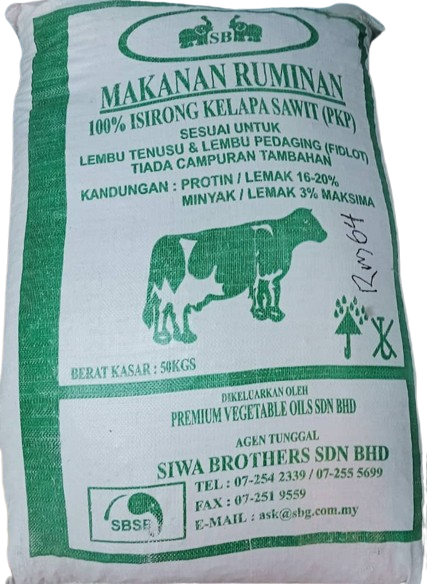 SB
MAKANAN RUMINAN
100% ISIRONG KELAPA SAWIT (PKP)
SESUAI UNTUK
LEMBU TENUSU & LEMBU PEDAGING (FIDLOT)
TIADA CAMPURAN TAMBAHAN
KANDUNGAN : PROTIN / LEMAK 16-20%
MINYAK / LEMAK 3% MAKSIMA
RM64
BERAT KASAR : 50KGS
DIKELUARKAN OLEH
PREMIUM VEGETABLE OILS SDN BHD
AGEN TUNGGAL
SIWA BROTHERS SDN BHD
TEL : 07-254 2339 / 07-255 5699
FAX : 07-251 9559
E-MAIL : ask@sbg.com.my
SBSB